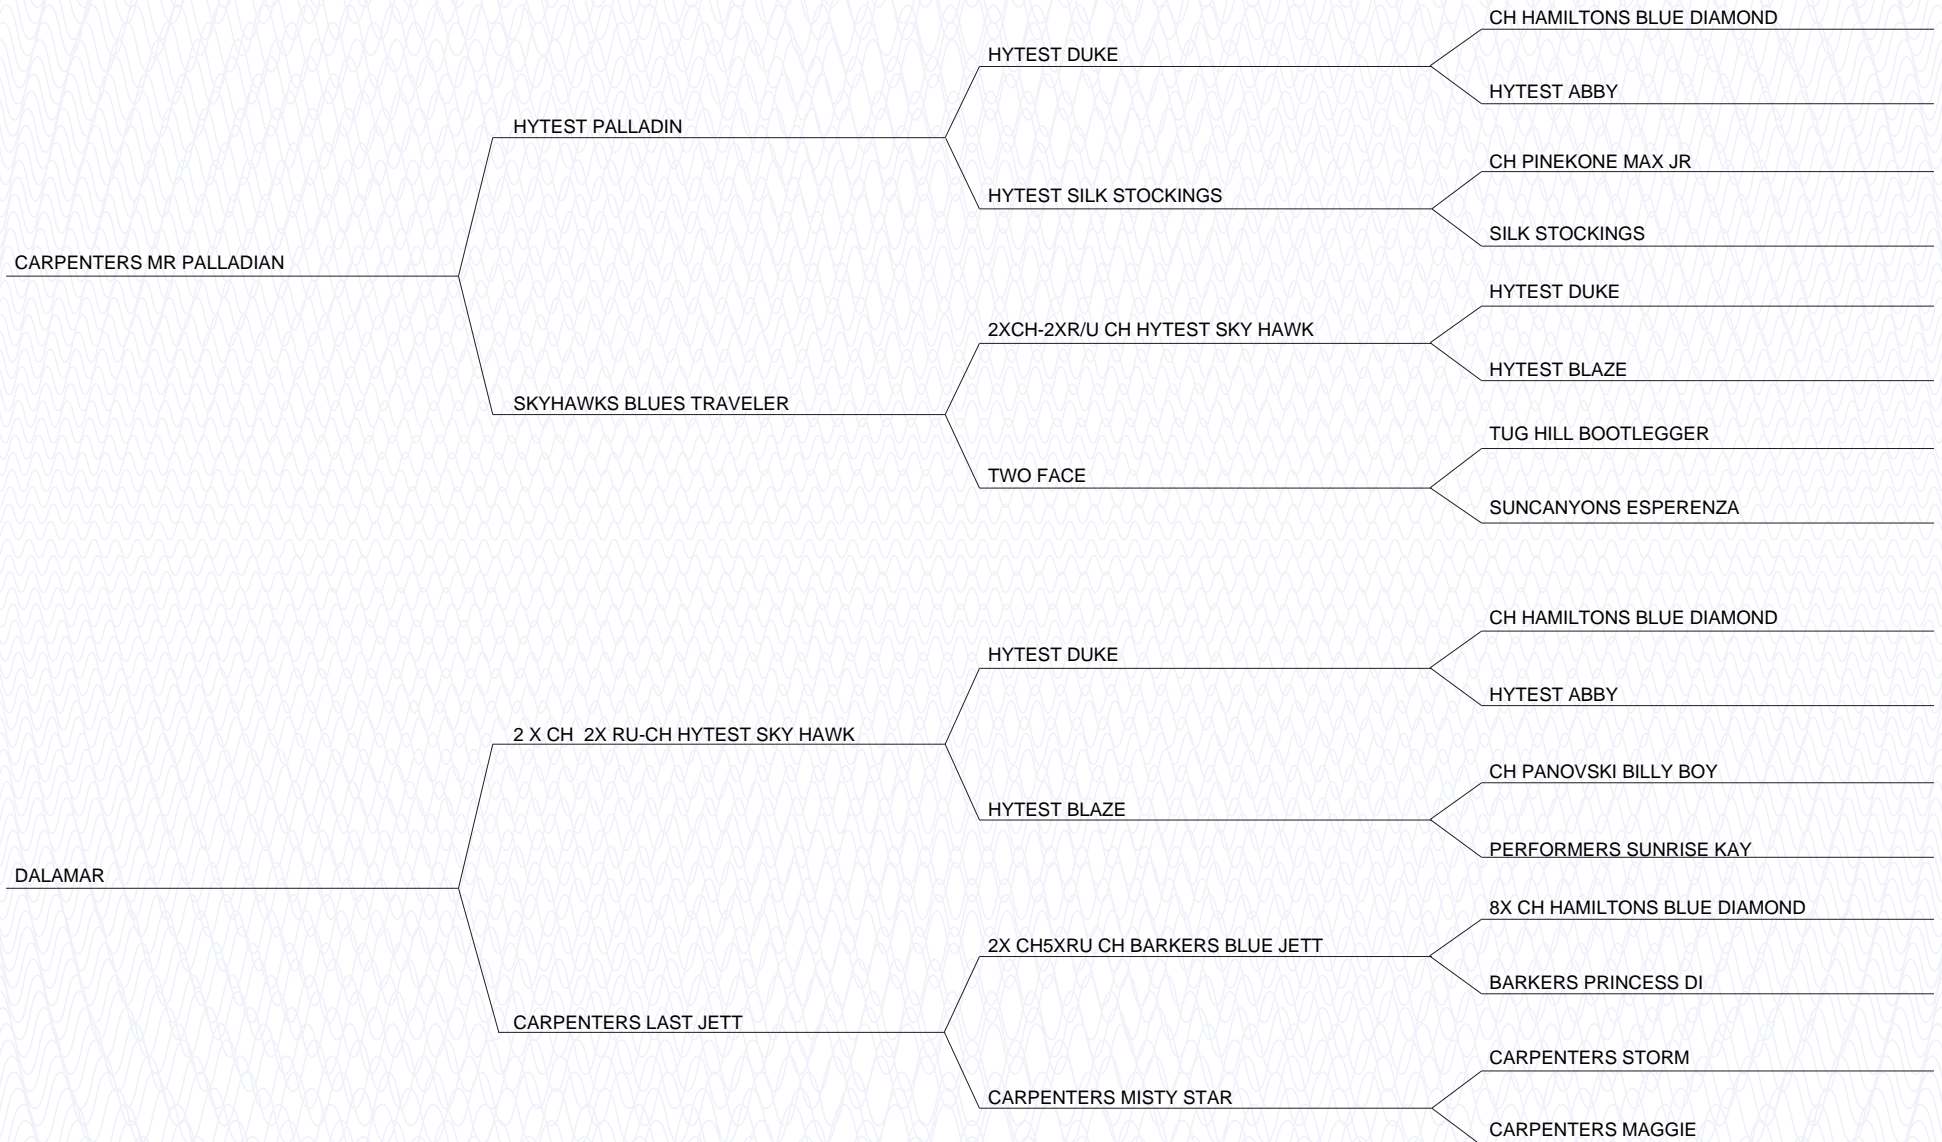 CH HAMILTONS BLUE DIAMOND
HYTEST DUKE
HYTEST ABBY
HYTEST PALLADIN
CH PINEKONE MAX JR
HYTEST SILK STOCKINGS
SILK STOCKINGS
CARPENTERS MR PALLADIAN
HYTEST DUKE
2XCH-2XR/U CH HYTEST SKY HAWK
HYTEST BLAZE
SKYHAWKS BLUES TRAVELER
TUG HILL BOOTLEGGER
TWO FACE
SUNCANYONS ESPERENZA
CH HAMILTONS BLUE DIAMOND
HYTEST DUKE
HYTEST ABBY
2 X CH  2X RU-CH HYTEST SKY HAWK
CH PANOVSKI BILLY BOY
HYTEST BLAZE
PERFORMERS SUNRISE KAY
DALAMAR
8X CH HAMILTONS BLUE DIAMOND
2X CH5XRU CH BARKERS BLUE JETT
BARKERS PRINCESS DI
CARPENTERS LAST JETT
CARPENTERS STORM
CARPENTERS MISTY STAR
CARPENTERS MAGGIE